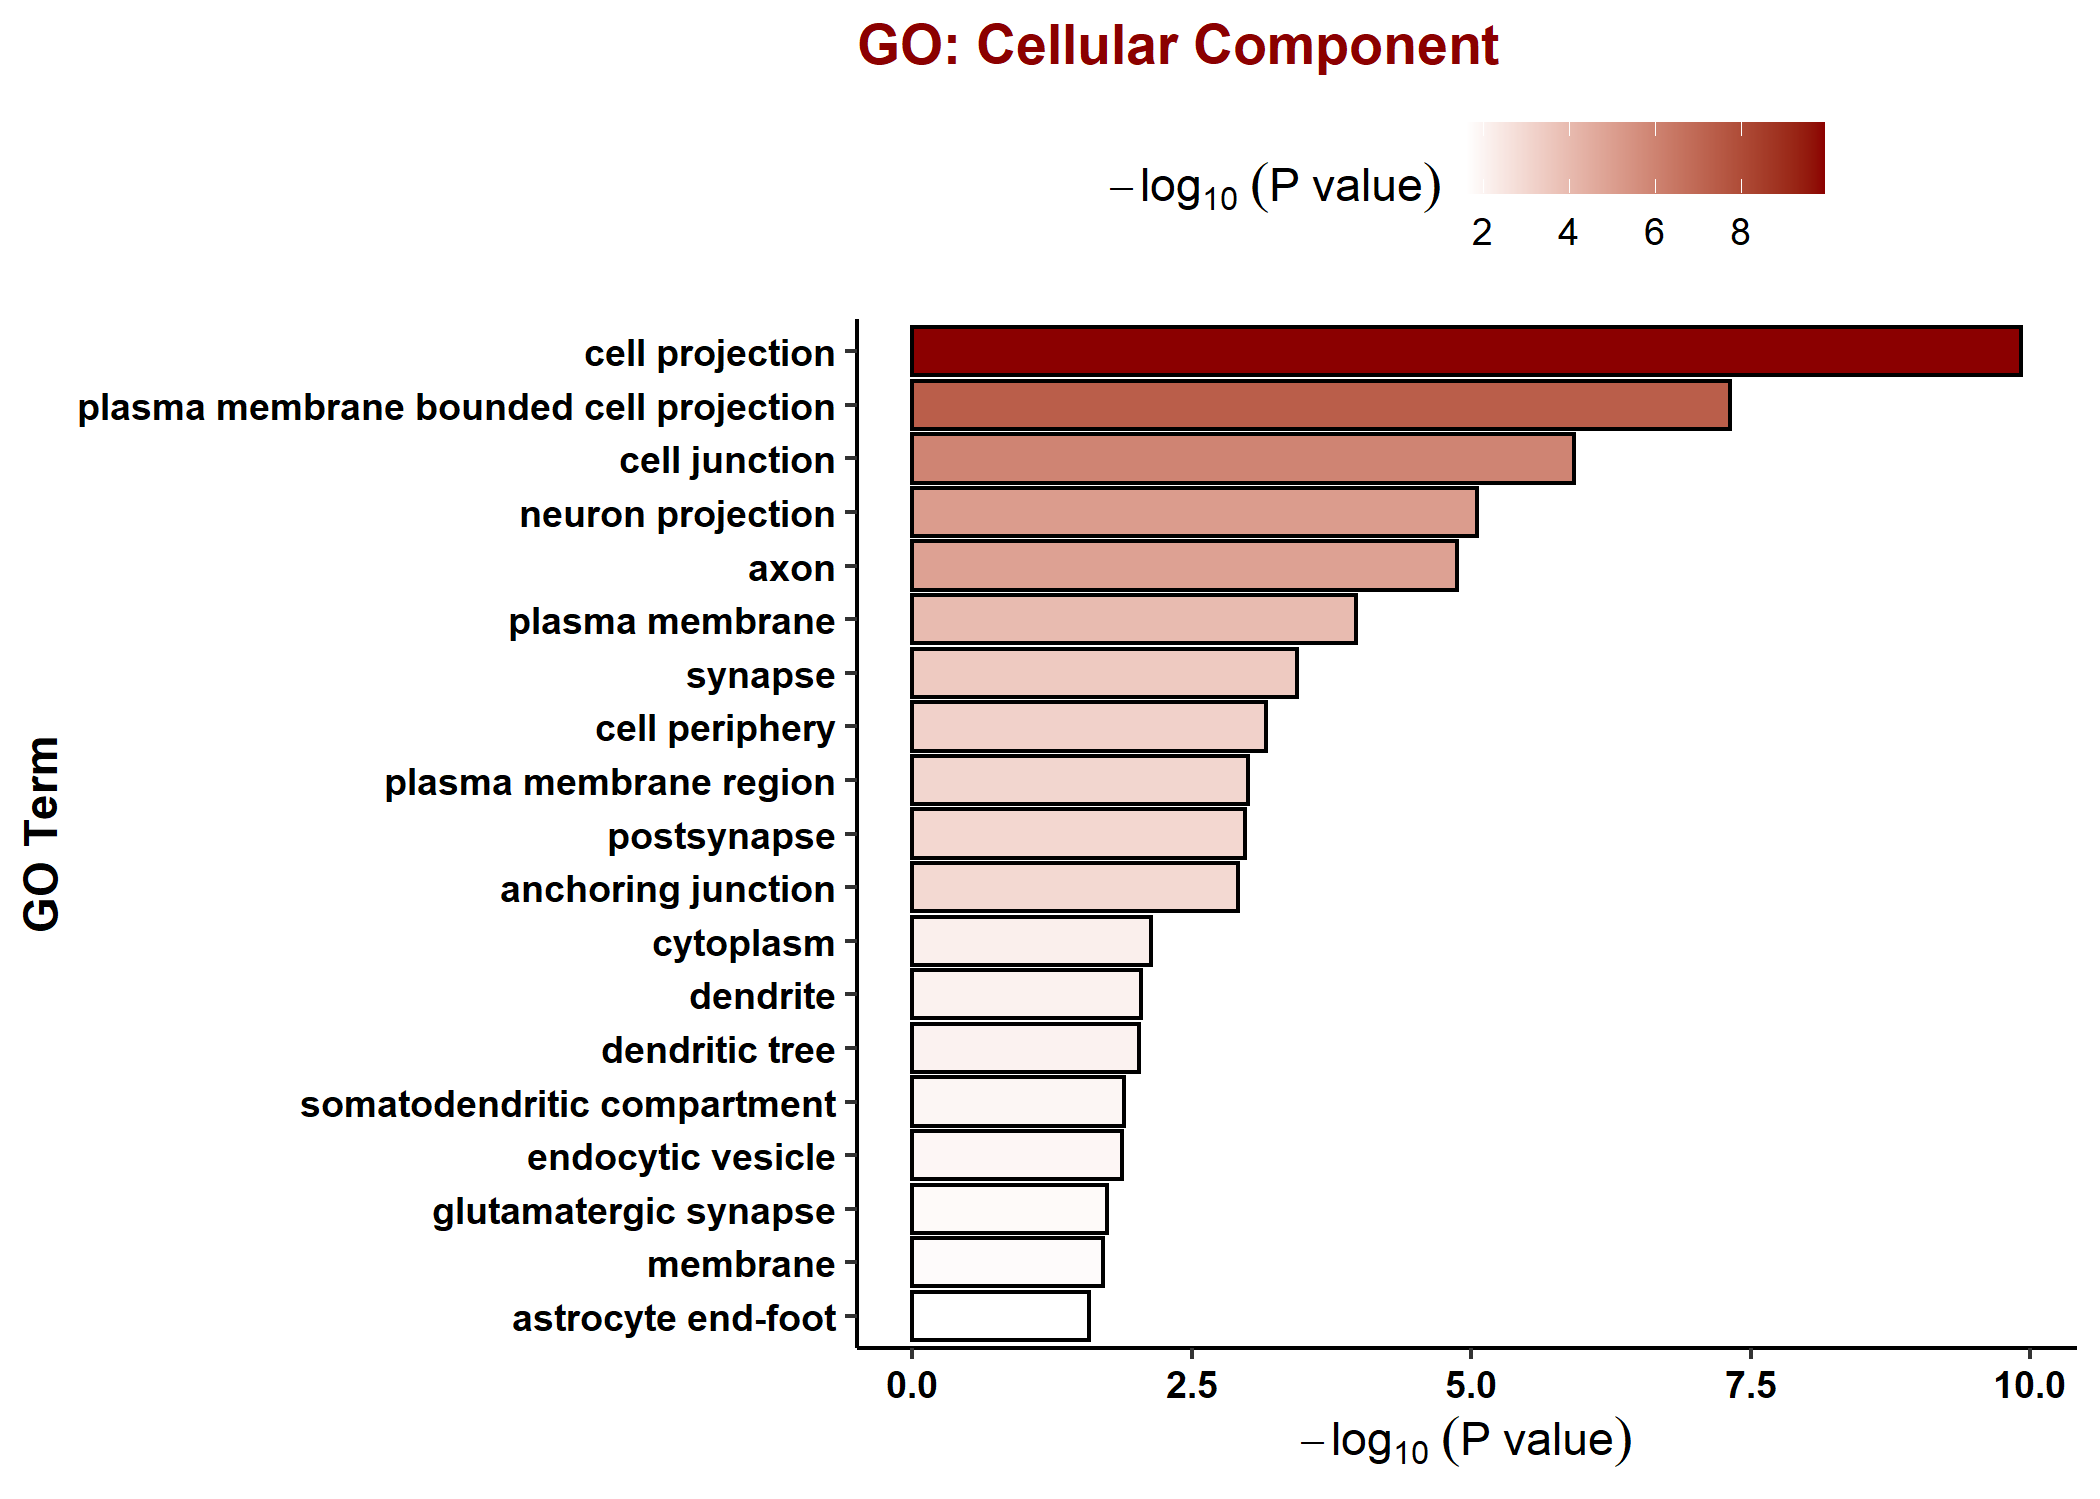 GO: Cellular Component
−log10 (P value)
2 4 6 8
cell projection
plasma membrane bounded cell projection
cell junction
neuron projection
axon
plasma membrane
synapse
cell periphery
plasma membrane region
postsynapse
anchoring junction
cytoplasm
dendrite
dendritic tree
somatodendritic compartment
endocytic vesicle
glutamatergic synapse
membrane
astrocyte end-foot
GO Term
0.0 2.5 5.0 7.5 10.0
−log10 (P value)